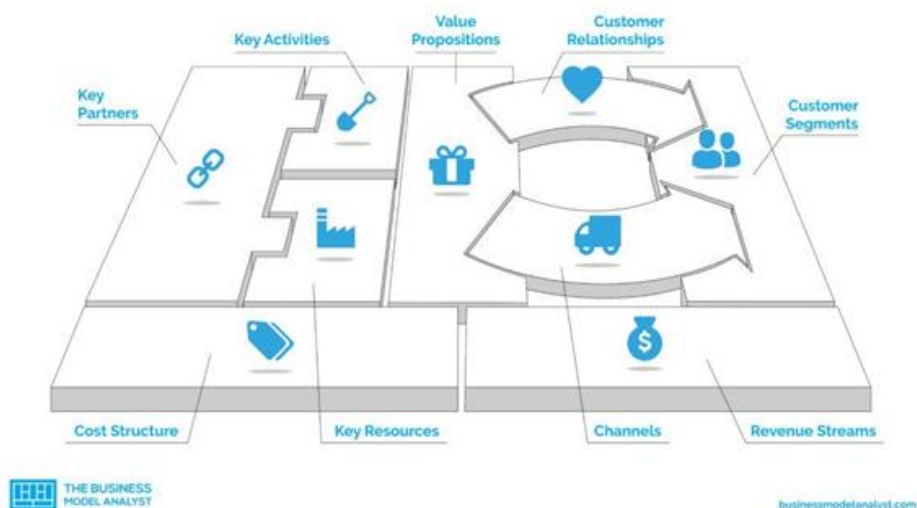 Key Partners
Key Activities
Value
Propositions
Customer
Relationships
Customer
Segments
Cost Structure
Key Resources
Channels
$
Revenue Streams
THE BUSINESS
MODEL ANALYST
businessmodelanalyst.com